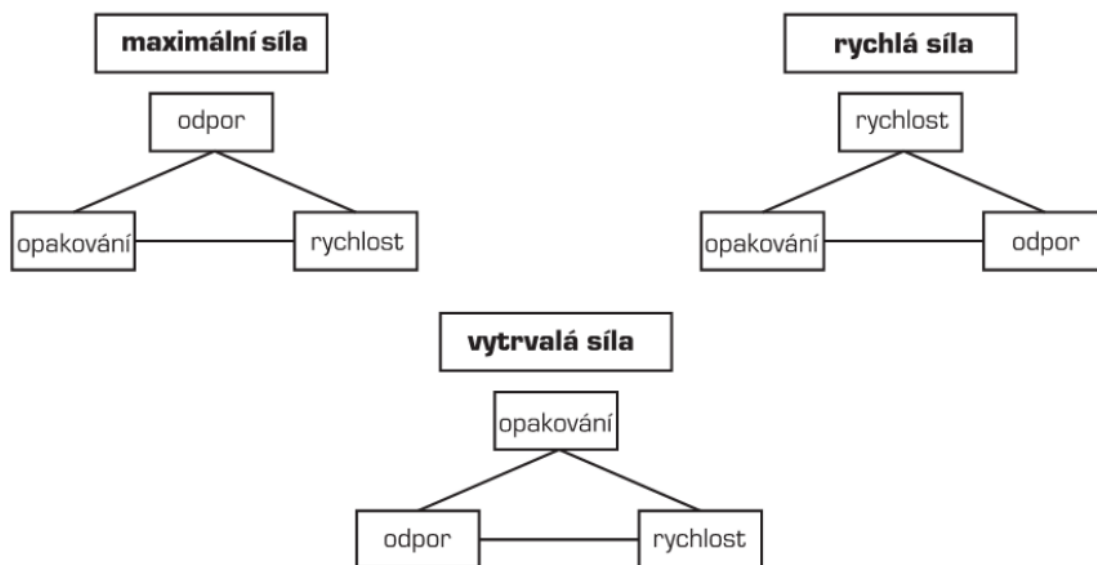 maximální síla
odpor
opakování
rychlost
rychlá síla
rychlost
opakování
odpor
vytrvalá síla
opakování
odpor
rychlost